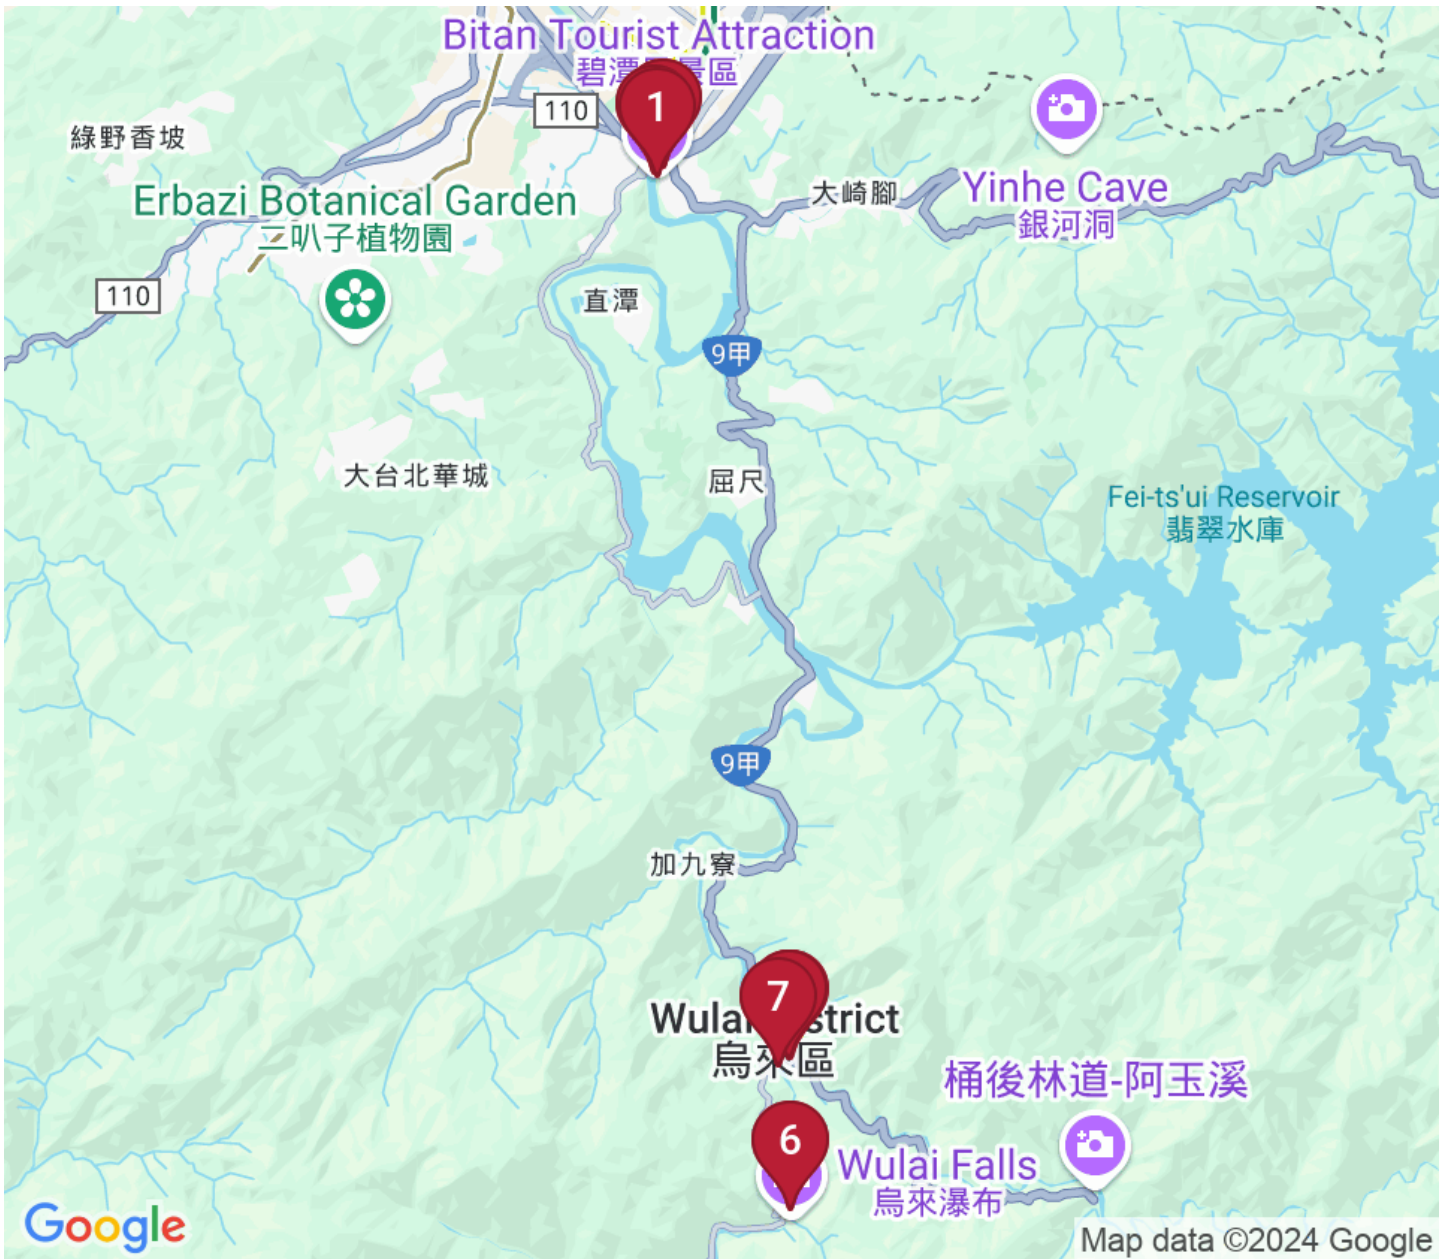 Bitan Tourist Attraction
碧潭風景區
1
110
綠野香坡
大崎腳
Yinhe Cave
銀河洞
Erbazi Botanical Garden
二叭子植物園
110
直潭
9甲
大台北華城
屈尺
Fei-ts'ui Reservoir
翡翠水庫
9甲
加九寮
7
Wulai District
烏來區
桶後林道-阿玉溪
6
Wulai Falls
烏來瀑布
Google
Map data ©2024 Google